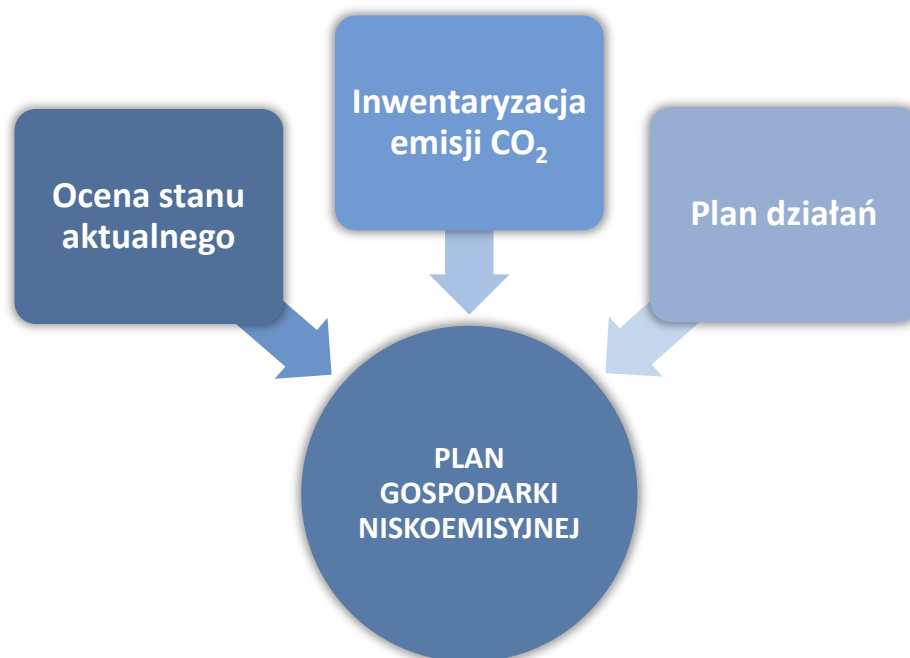 Ocena stanu
aktualnego
Inwentaryzacja
emisji CO₂
Plan działań
PLAN
GOSPODARKI
NISKOEMISYJNEJ